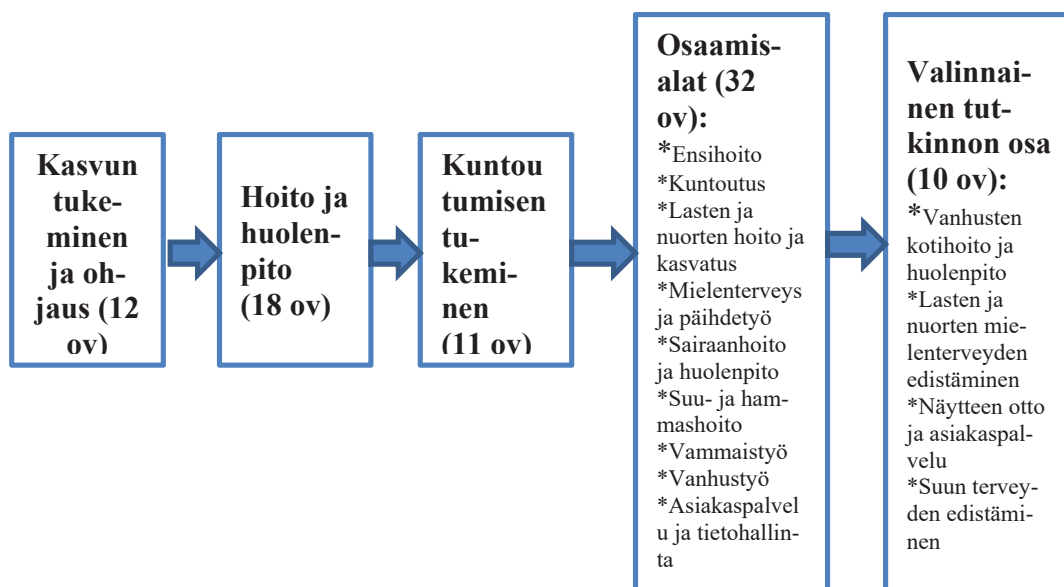 Kasvun
tuke-
minen
ja oh-
jaus (12
ov)
Hoito ja
huolen-
pito
(18 ov)
Kuntou
tumisen
tu-
kemi-
nen
(11 ov)
Osaamis-
alat (32
ov):
*Ensihoito
*Kuntoutus
*Lasten ja
nuorten hoito ja
kasvatus
*Mielenterveys
ja päihdetyö
*Sairaanhoito
ja huolenpito
*Suu- ja ham-
mashoito
*Vammaistyö
*Vanhustyö
*Asiakaspalvel
u ja tietohallin-
ta
Valinnai-
nen tut-
kinnon osa
(10 ov):
*Vanhusten
kotihoito ja
huolenpito
*Lasten ja
nuorten mie-
lenterveyden
edistäminen
*Näytteen otto
ja asiakaspal-
velu
*Suun tervey-
den edistämi-
nen